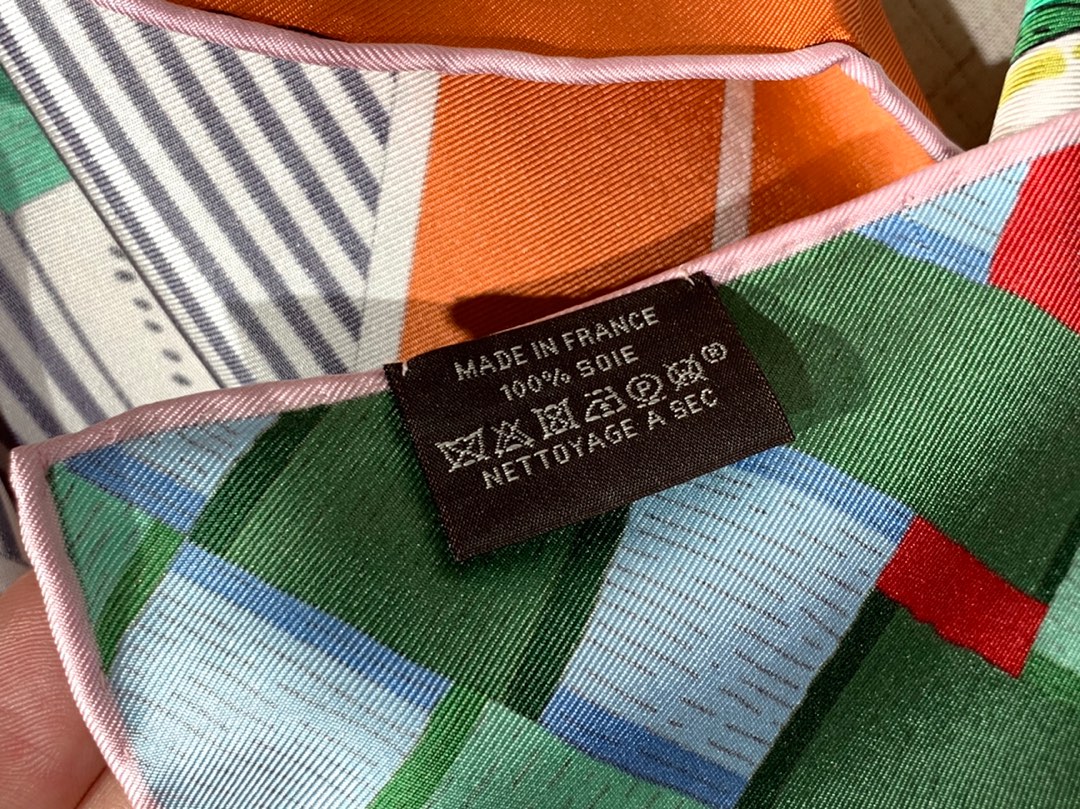 MADE IN FRANCE
100% SOIE
P ®
NETTOYAGE A SEC